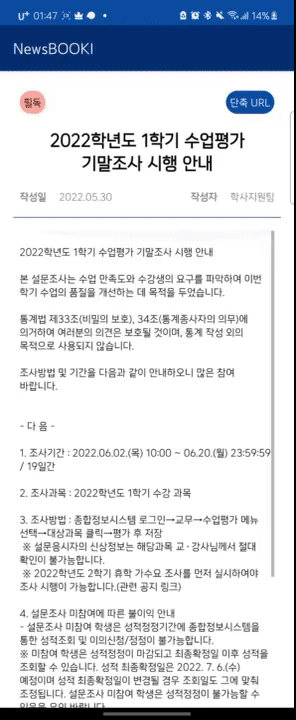 U+ 01:47 14%
NewsBOOKI
필독
단축 URL
2022학년도 1학기 수업평가
기말조사 시행 안내
작성일 2022.05.30 작성자 학사지원팀
2022학년도 1학기 수업평가 기말조사 시행 안내
본 설문조사는 수업 만족도와 수강생의 요구를 파악하여 이번
학기 수업의 품질을 개선하는 데 목적을 두었습니다.
통계법 제33조(비밀의 보호), 34조(통계종사자의 의무)에
의거하여 여러분의 의견은 보호될 것이며, 통계 작성 외의
목적으로 사용되지 않습니다.
조사방법 및 기간을 다음과 같이 안내하오니 많은 참여
바랍니다.
- 다 음 -
1. 조사기간 : 2022.06.02.(목) 10:00 ~ 06.20.(월) 23:59:59
/ 19일간
2. 조사과목 : 2022학년도 1학기 수강 과목
3. 조사방법 : 종합정보시스템 로그인→교무→수업평가 메뉴
선택→대상과목 클릭→평가 후 저장
※ 설문응시자의 신상정보는 해당과목 교·강사님께서 절대
확인이 불가능합니다.
※ 2022학년도 2학기 휴학 가수요 조사를 먼저 실시하여야
조사 시행이 가능합니다.(관련 공지 링크)
4. 설문조사 미참여에 따른 불이익 안내
- 설문조사 미참여 학생은 성적정정기간에 종합정보시스템을
통한 성적조회 및 이의신청/정정이 불가능합니다.
※ 미참여 학생은 성적정정이 마감되고 최종확정일 이후 성적을
조회할 수 있습니다. 성적 최종확정일은 2022. 7. 6.(수)
예정이며 성적 최종확정일이 변경될 경우 조회일도 그에 맞춰
조정됩니다. 설문조사 미참여 학생은 성적정정이 불가능할 수
있음을 유의 바랍니다.